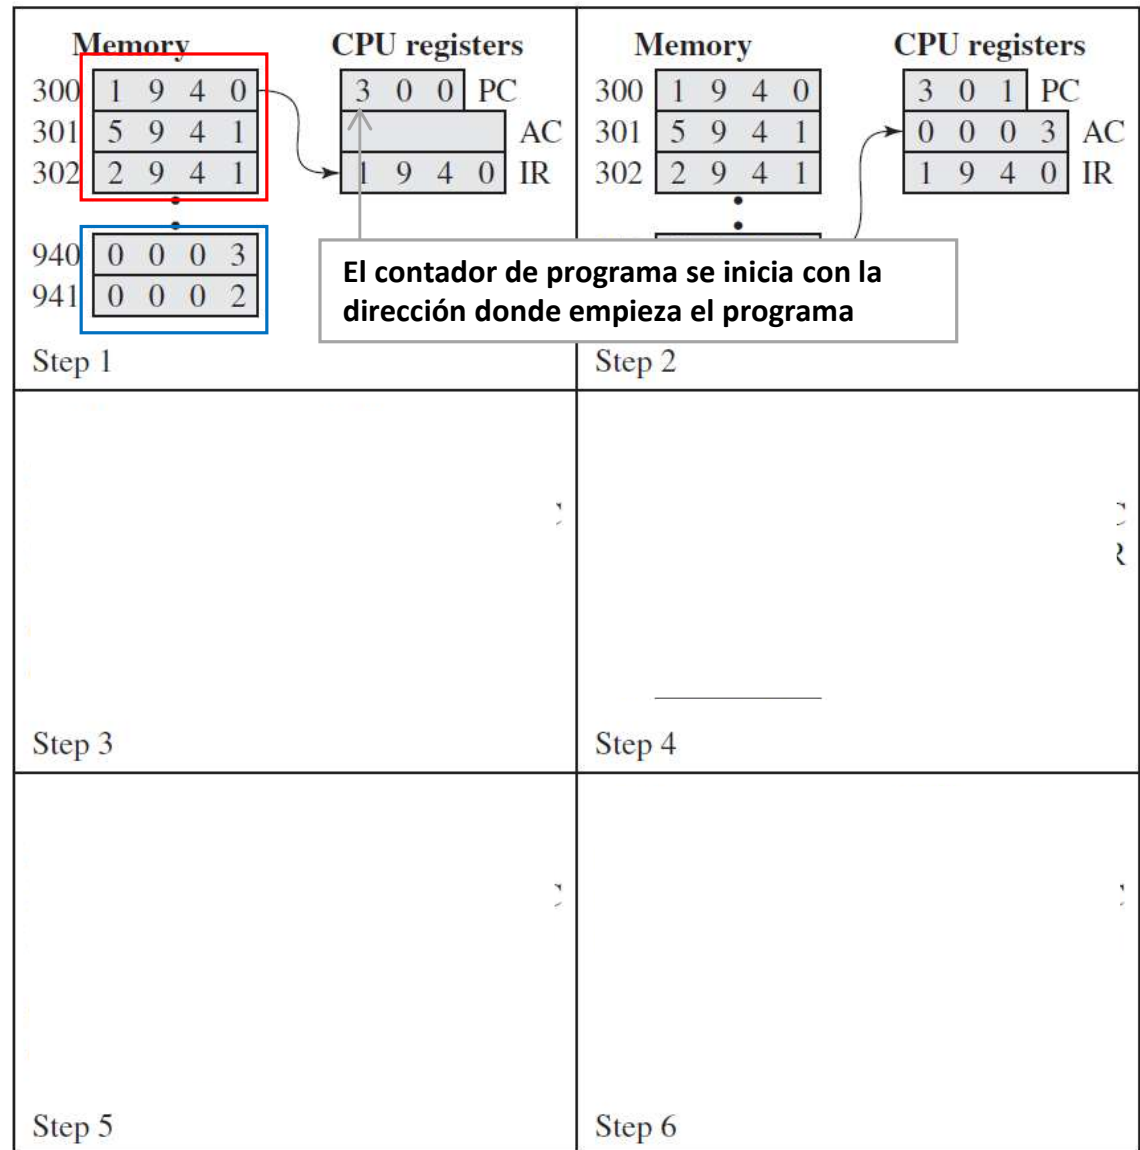 Memory CPU registers
300 1 9 4 0 3 0 0 PC
301 5 9 4 1 AC
302 2 9 4 1 1 9 4 0 IR
940 0 0 0 3
941 0 0 0 2
Step 1
Memory CPU registers
300 1 9 4 0 3 0 1 PC
301 5 9 4 1 0 0 0 3 AC
302 2 9 4 1 1 9 4 0 IR
El contador de programa se inicia con la
dirección donde empieza el programa
Step 2
Step 3
Step 4
Step 5
Step 6